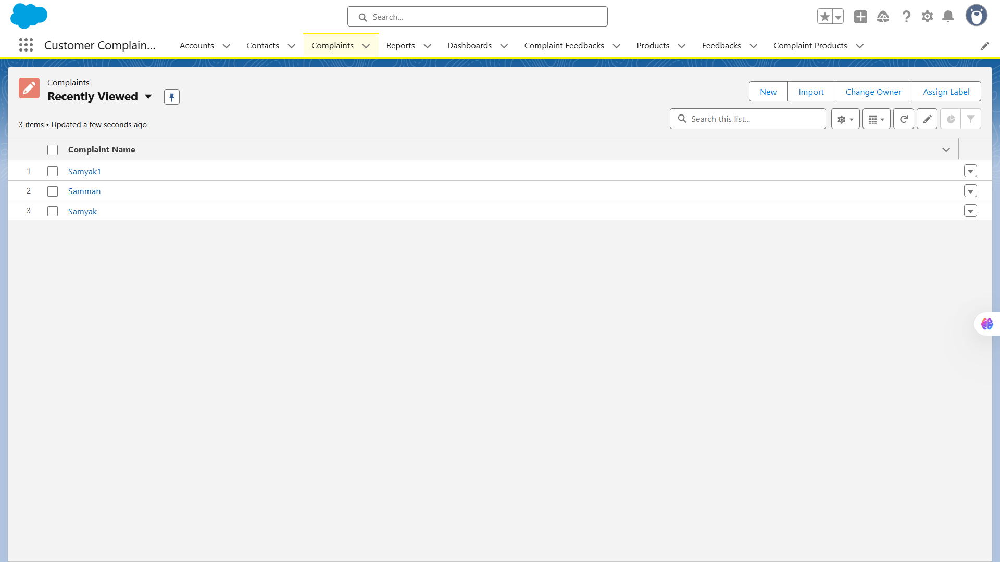 Search...
Customer Complain...
Accounts
Contacts
Complaints
Reports
Dashboards
Complaint Feedbacks
Products
Feedbacks
Complaint Products
Complaints
Recently Viewed
New
Import
Change Owner
Assign Label
3 items • Updated a few seconds ago
Search this list...
Complaint Name
1 Samyak1
2 Samman
3 Samyak